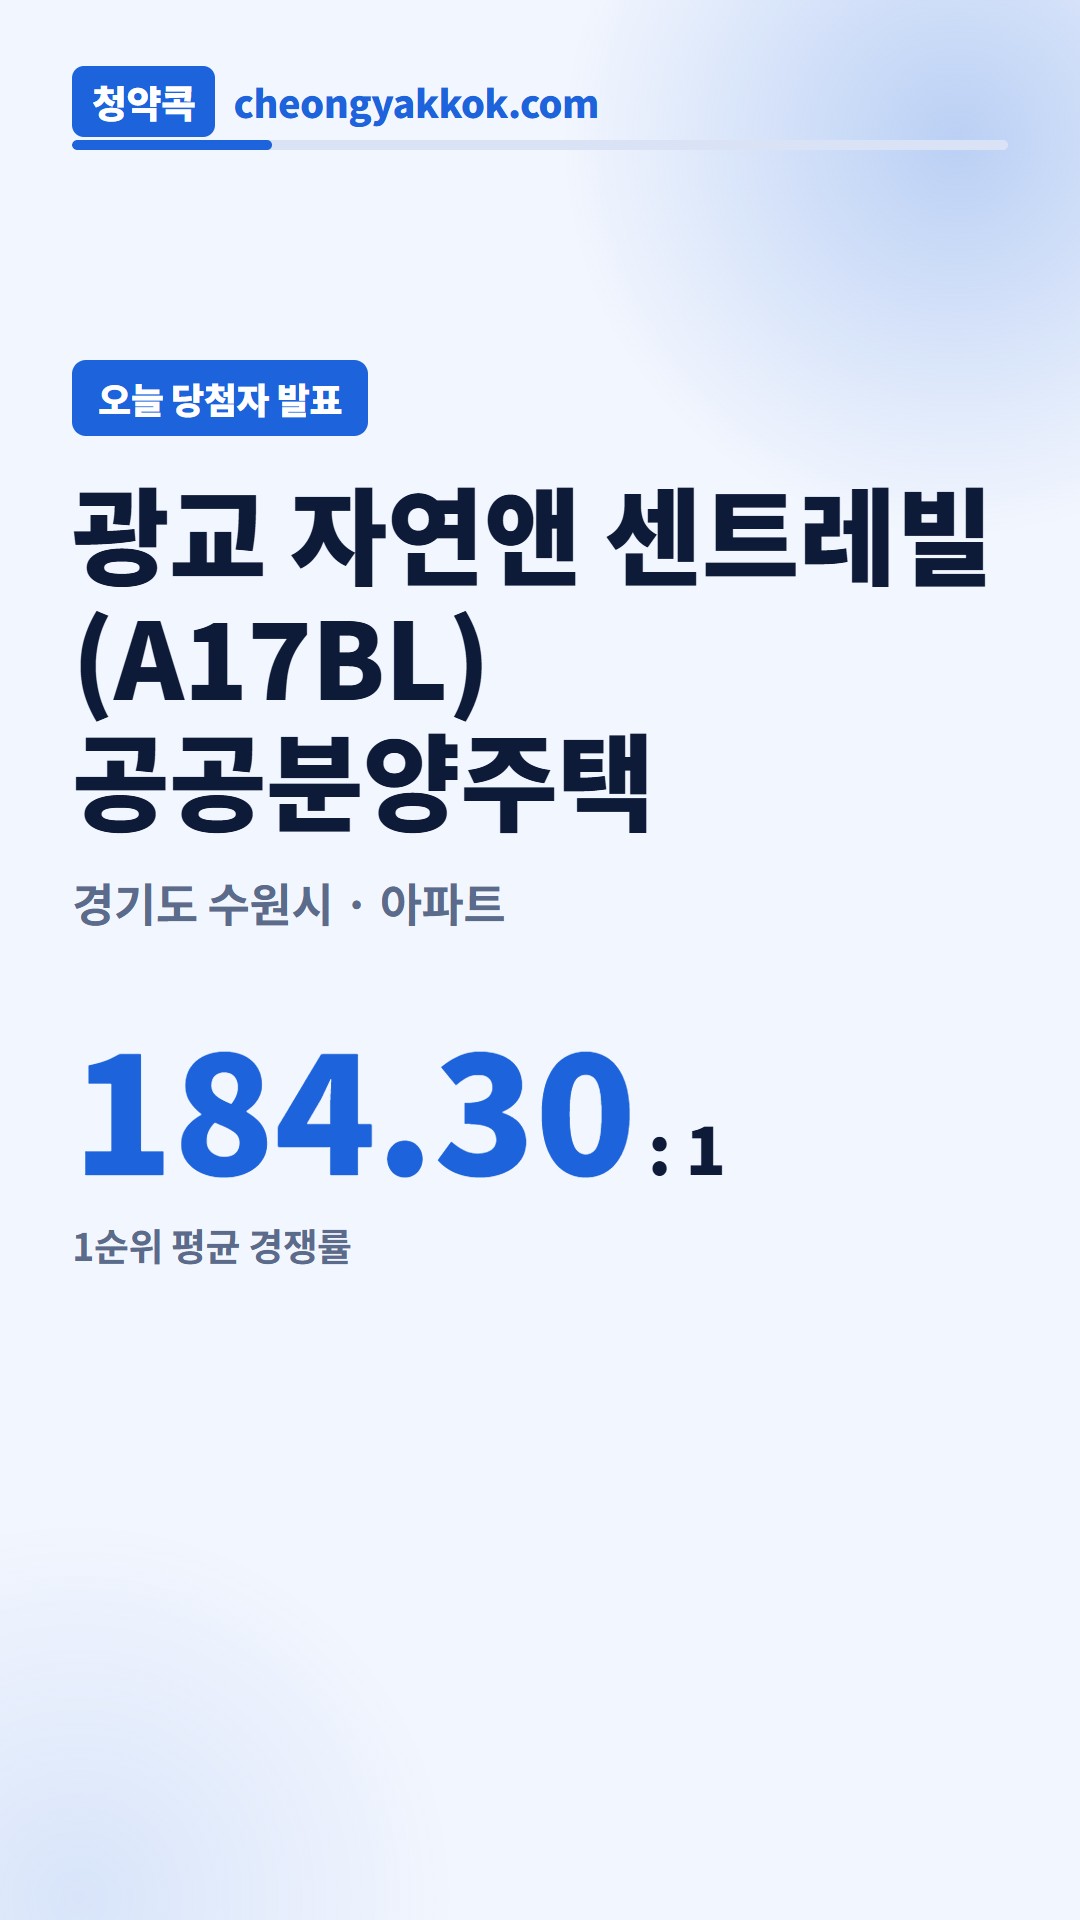 청약콕 cheongyakkok.com
오늘 당첨자 발표
광교 자연앤 센트레빌
(A17BL)
공공분양주택
경기도 수원시 · 아파트
184.30 : 1
1순위 평균 경쟁률